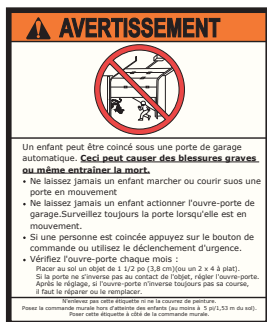 AVERTISSEMENT
Un enfant peut être coincé sous une porte de garage
automatique. Ceci peut causer des blessures graves
ou même entraîner la mort.
• Ne laissez jamais un enfant marcher ou courir suos une
porte en mouvement
• Ne laissez jamais un enfant actionner l'ouvre-porte de
garage.Surveillez toujours la porte lorsqu'elle est en
mouvement.
• Si une personne est coincée appuyez sur le bouton de
commande ou utilisez le déclenchement d'urgence.
• Vérifiez l'ouvre-porte chaque mois :
Placer au sol un objet de 1 1/2 po (3,8 cm)(ou un 2 x 4 à plat).
Si la porte ne s'inverse pas au contact de l'objet, régler l'ouvre-porte.
Après le réglage, si l'ouvre-porte n'inverse toujours pas sa course,
il faut le réparer ou le remplacer.
N'enlevez pas cette étiquette ni ne la couvrez de peinture.
Posez la commande murale hors d'atteinte des enfants (au moins à 5 pi/1,53 m du sol).
Poser cette étiquette à côté de la commande murale.